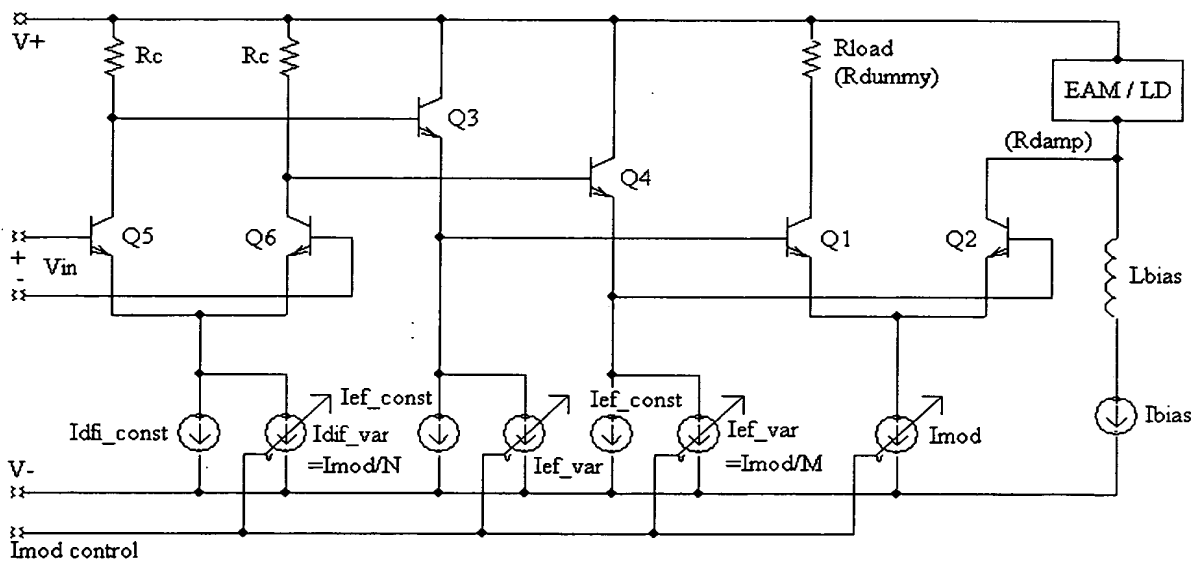 V+
Rc
Rc
Rload
(Rdummy)
EAM / LD
Q3
(Rdamp)
Q4
Q5
Q6
Q1
Q2
+
Vin
-
Lbias
Ief_const
Ief_const
Idfi_const
Idif_var
=Imod/N
Ief_var
Ief_var
=Imod/M
Imod
Ibias
V-
Imod control